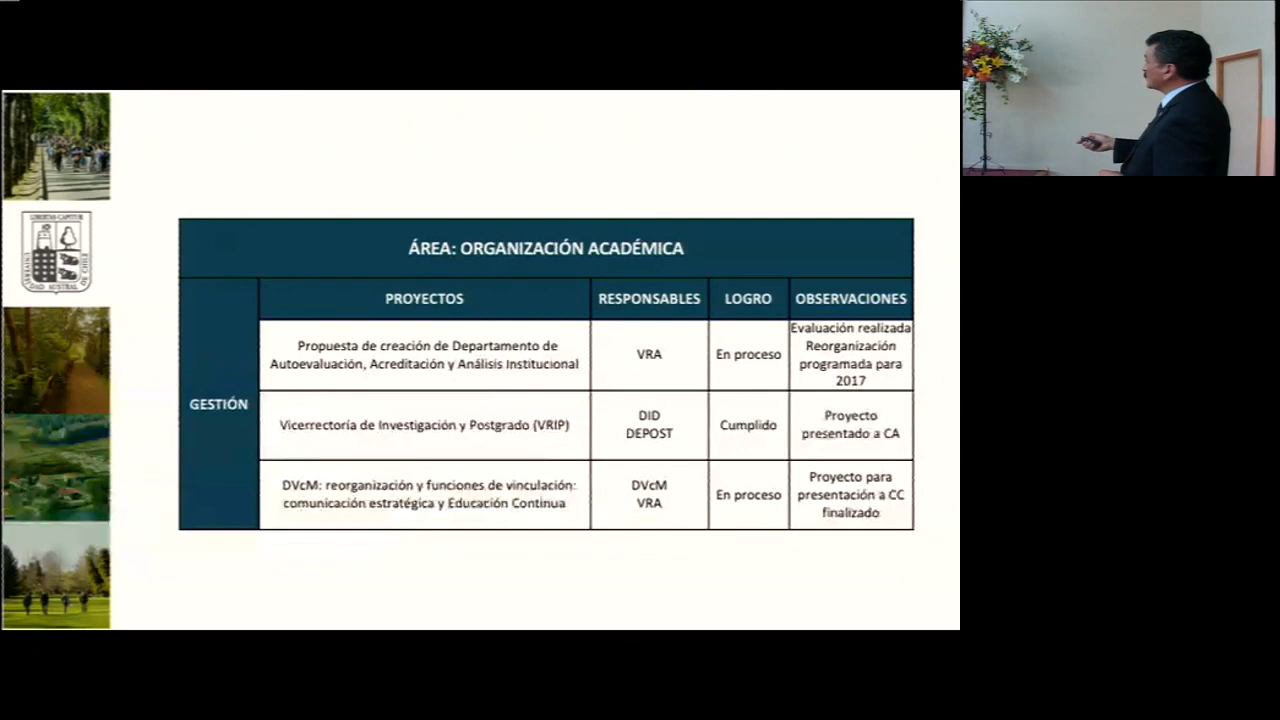 LIBERTAS CAPITUR
ÁREA: ORGANIZACIÓN ACADÉMICA
PROYECTOS
RESPONSABLES
LOGRO
OBSERVACIONES
GESTIÓN
Propuesta de creación de Departamento de
Autoevaluación, Acreditación y Análisis Institucional
VRA
En proceso
Evaluación realizada
Reorganización
programada para
2017
Vicerrectoría de Investigación y Postgrado (VRIP)
DID
DEPOST
Cumplido
Proyecto
presentado a CA
DVcM: reorganización y funciones de vinculación:
comunicación estratégica y Educación Continua
DVcM
VRA
En proceso
Proyecto para
presentación a CC
finalizado